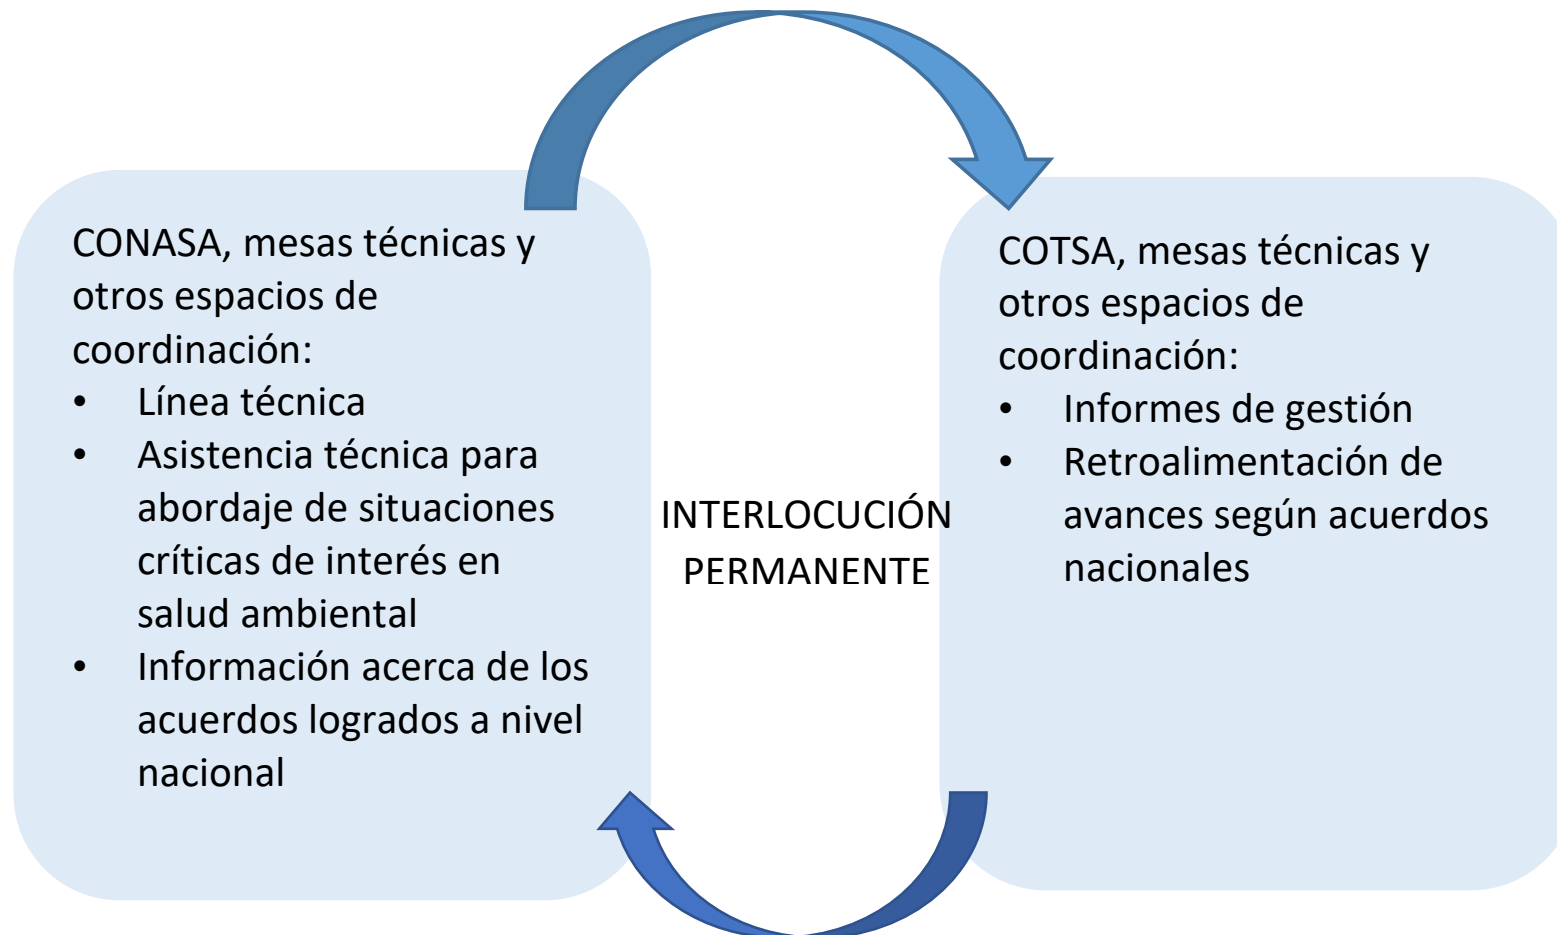 CONASA, mesas técnicas y
otros espacios de
coordinación:
• Línea técnica
• Asistencia técnica para
abordaje de situaciones
críticas de interés en
salud ambiental
• Información acerca de los
acuerdos logrados a nivel
nacional
INTERLOCUCIÓN
PERMANENTE
COTSA, mesas técnicas y
otros espacios de
coordinación:
• Informes de gestión
• Retroalimentación de
avances según acuerdos
nacionales